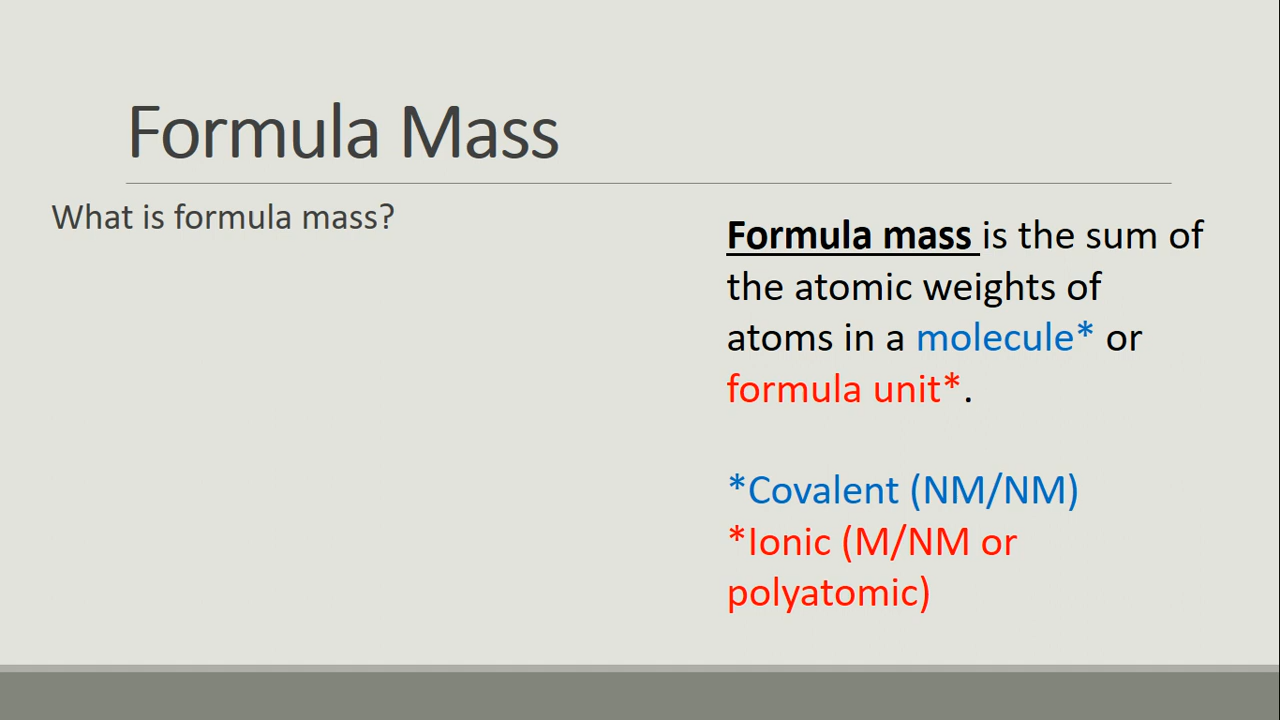 Formula Mass
What is formula mass?
Formula mass is the sum of
the atomic weights of
atoms in a molecule* or
formula unit*.
*Covalent (NM/NM)
*Ionic (M/NM or
polyatomic)